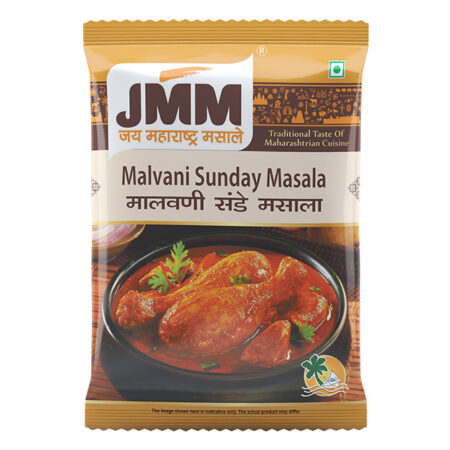 ®
JMM
जय महाराष्ट्र मसाले
Traditional Taste Of
Maharashtrian Cuisine
Malvani Sunday Masala
मालवणी संडे मसाला
The image shown here is indicative only. The actual product may differ